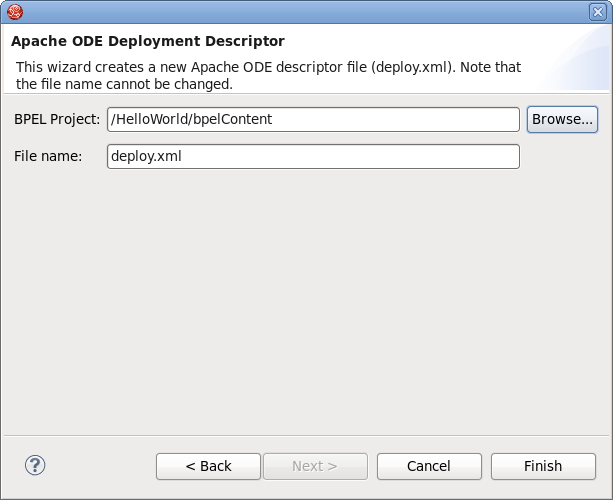 Apache ODE Deployment Descriptor
This wizard creates a new Apache ODE descriptor file (deploy.xml). Note that
the file name cannot be changed.
BPEL Project: /HelloWorld/bpelContent Browse...
File name: deploy.xml
? < Back Next > Cancel Finish